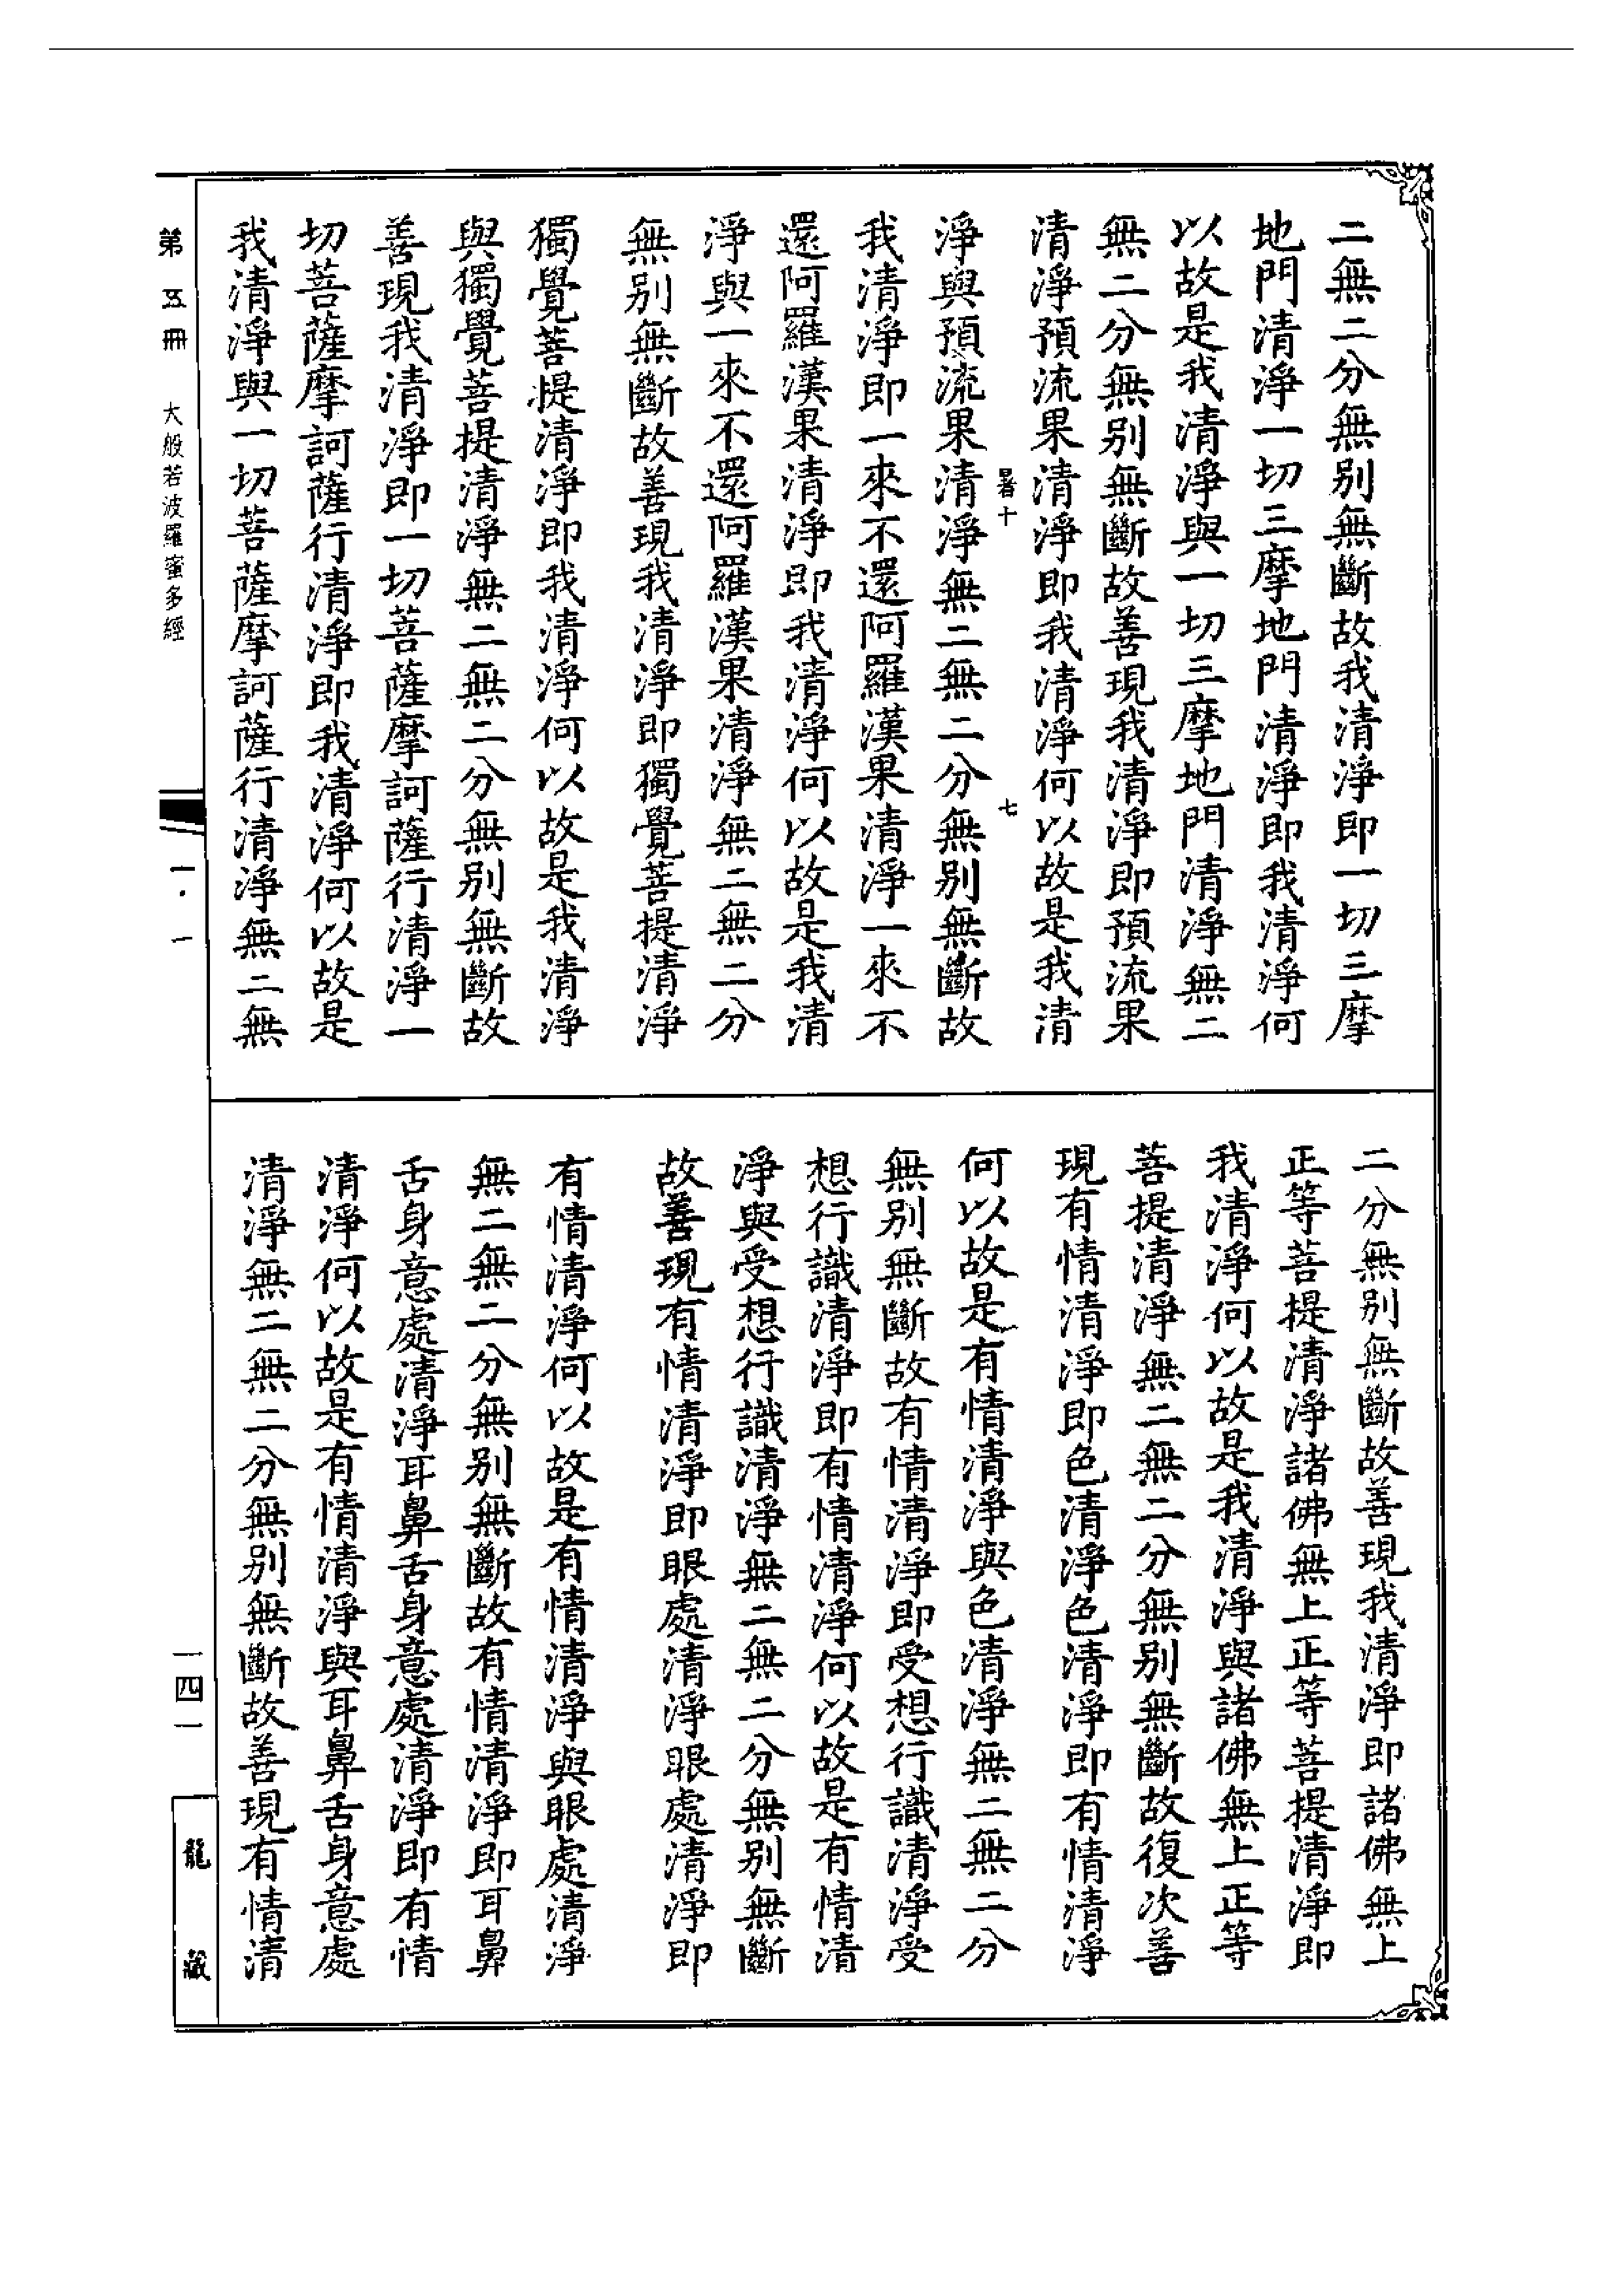 二無二分無別無斷故我清淨即一切三摩
地門清淨一切三摩地門清淨即我清淨何
以故是我清淨與一切三摩地門清淨無二
無二分無別無斷故善現我清淨即預流果
清淨預流果清淨即我清淨何以故是我清
暑十 七
淨與預流果清淨無二無二分無別無斷故
我清淨即一來不還阿羅漢果清淨一來不
還阿羅漢果清淨即我清淨何以故是我清
淨與一來不還阿羅漢果清淨無二無二分
無別無斷故善現我清淨即獨覺菩提清淨
獨覺菩提清淨即我清淨何以故是我清淨
與獨覺菩提清淨無二無二分無別無斷故
善現我清淨即一切菩薩摩訶薩行清淨一
切菩薩摩訶薩行清淨即我清淨何以故是
我清淨與一切菩薩摩訶薩行清淨無二無
二分無別無斷故善現我清淨即諸佛無上
正等菩提清淨諸佛無上正等菩提清淨即
我清淨何以故是我清淨與諸佛無上正等
菩提清淨無二無二分無別無斷故復次善
現有情清淨即色清淨色清淨即有情清淨
何以故是有情清淨與色清淨無二無二分
無別無斷故有情清淨即受想行識清淨受
想行識清淨即有情清淨何以故是有情清
淨與受想行識清淨無二無二分無別無斷
故善現有情清淨即眼處清淨眼處清淨即
有情清淨何以故是有情清淨與眼處清淨
無二無二分無別無斷故有情清淨即耳鼻
舌身意處清淨耳鼻舌身意處清淨即有情
清淨何以故是有情清淨與耳鼻舌身意處
清淨無二無二分無別無斷故善現有情清
第五冊 大般若波羅蜜多經 一·一 一四一 龍藏